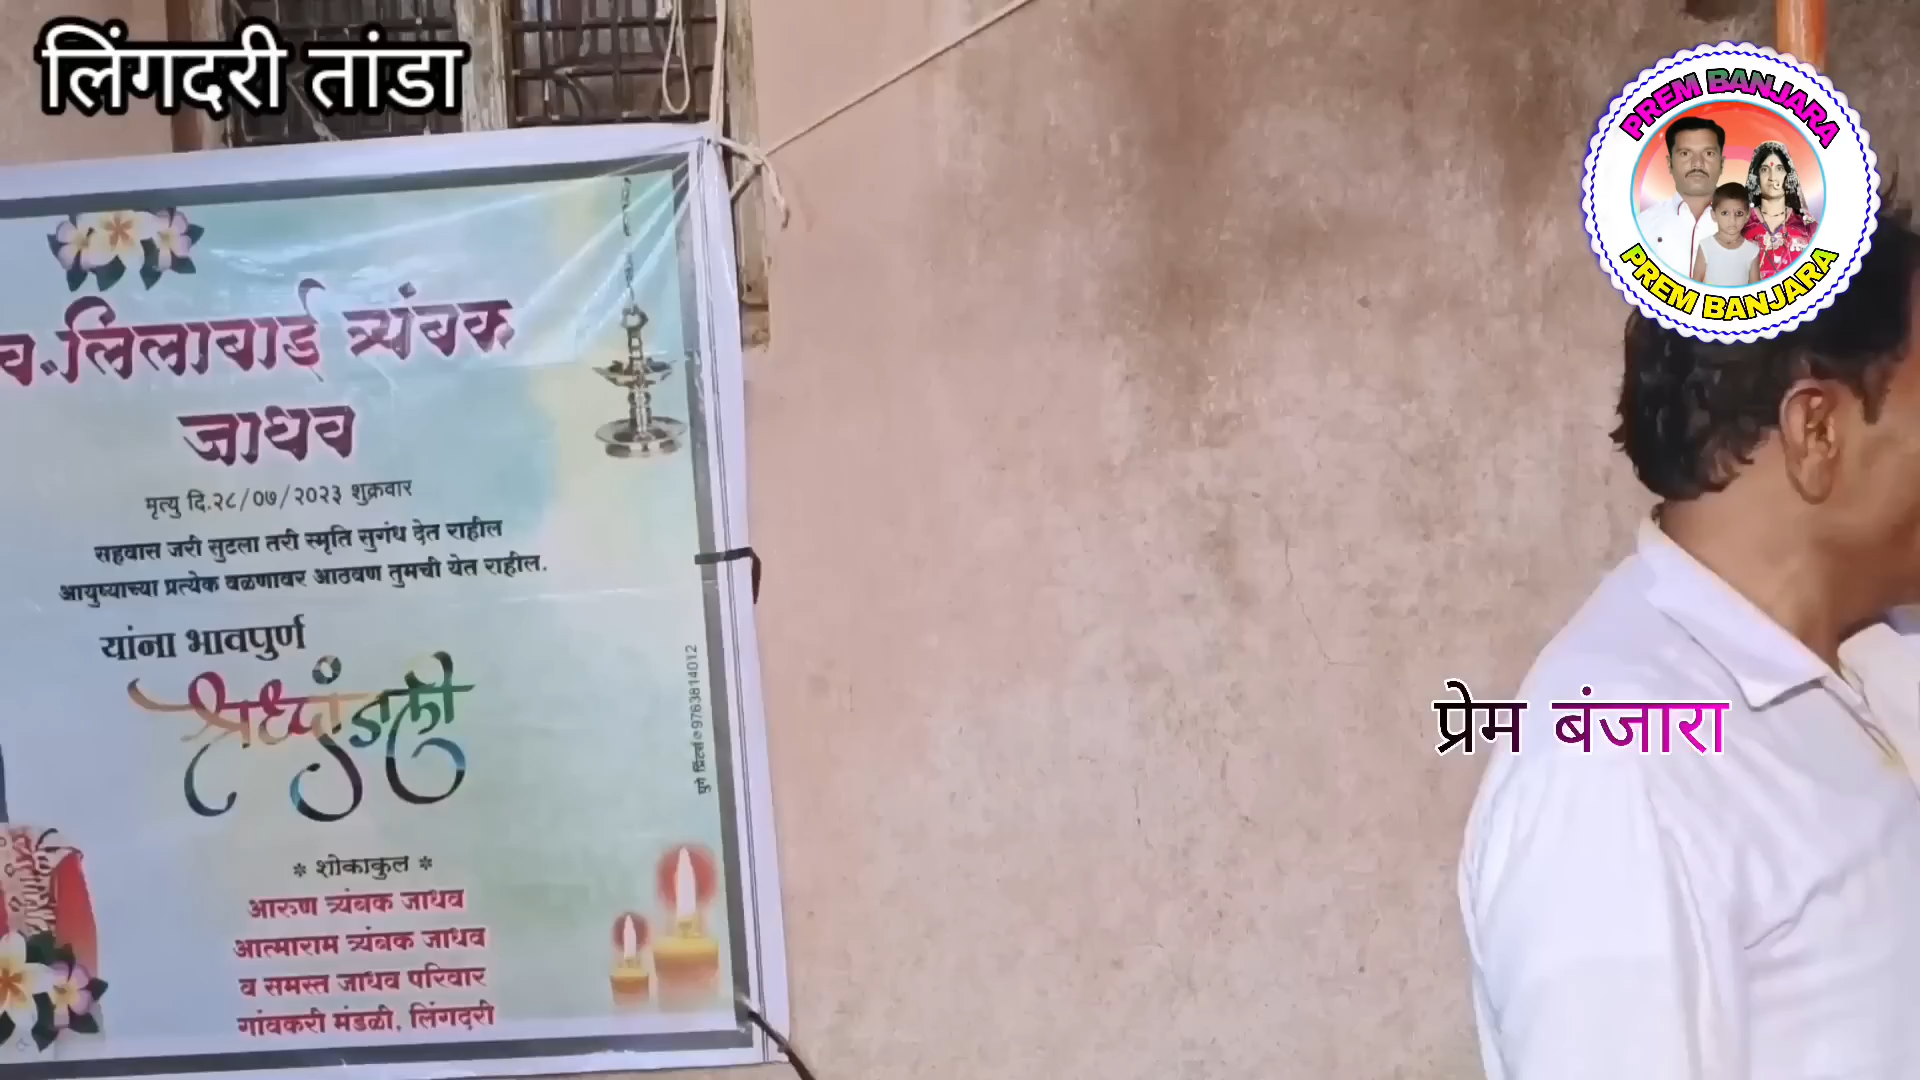 लिंगदरी तांडा
PREM BANJARA
PREM BANJARA
व.लिलाबाई त्र्यंबक
जाधव
मृत्यु दि.२८/०७/२०२३ शुक्रवार
सहवास जरी सुटला तरी स्मृति सुगंध देत राहील
आयुष्याच्या प्रत्येक वळणावर आठवण तुमची येत राहील.
यांना भावपुर्ण
श्रध्दांजली
* शोकाकुल *
आरुण त्र्यंबक जाधव
आत्माराम त्र्यंबक जाधव
व समस्त जाधव परिवार
गांवकरी मंडळी, लिंगदरी
9763814012
प्रेम बंजारा